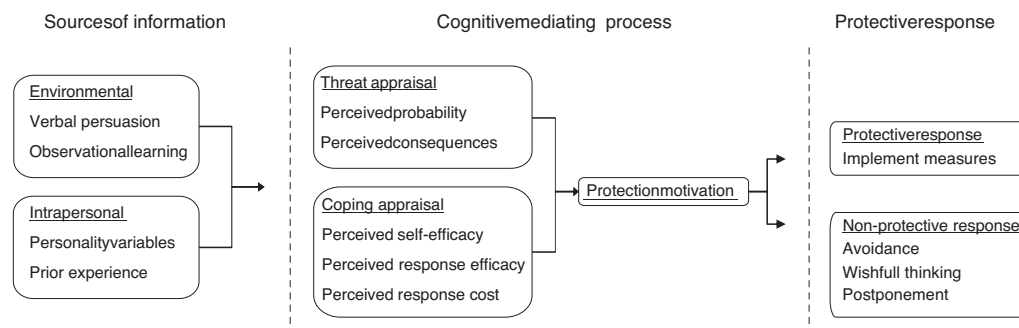 Sourcesof information
Cognitivemediating process
Protectiveresponse
Environmental
Verbal persuasion
Observationallearning
Intrapersonal
Personalityvariables
Prior experience
Threat appraisal
Perceivedprobability
Perceivedconsequences
Coping appraisal
Perceived self-efficacy
Perceived response efficacy
Perceived response cost
Protectionmotivation
Protectiveresponse
Implement measures
Non-protective response
Avoidance
Wishfull thinking
Postponement